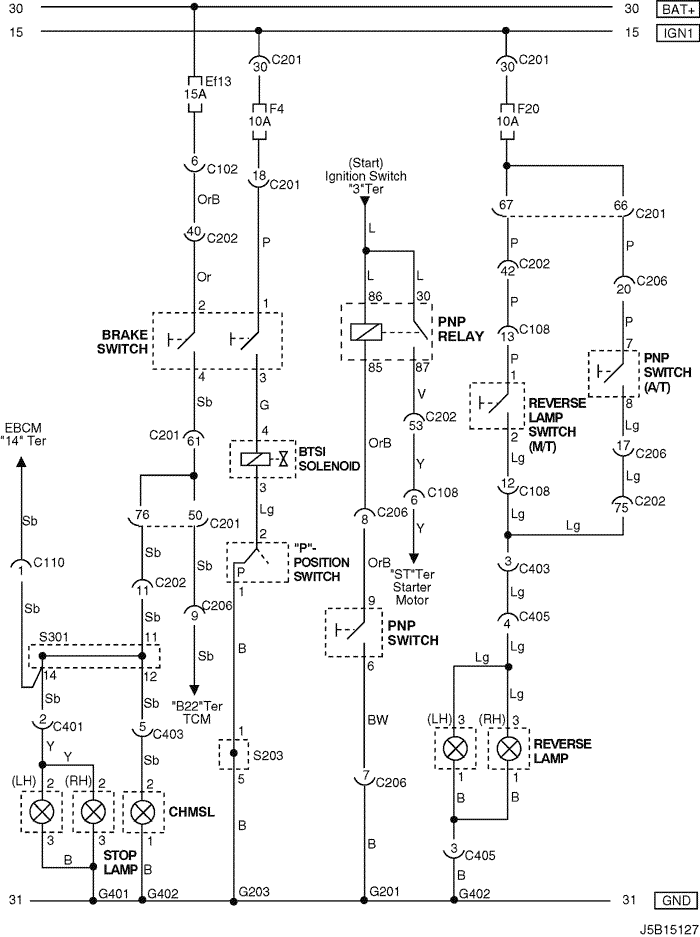 30 30 BAT+
15 15 IGN1
C201 C201
30 30
Ef13
15A
F4
10A
F20
10A
6 C102
18 C201
(Start)
Ignition Switch
"3"Ter
OrB
67 66
C201
40
C202
L
P
P
C202
42
C206
20
Or
P
L L
P
2 1
86 30
C108
13
BRAKE
SWITCH
PNP
RELAY
P
7
PNP
SWITCH
(A/T)
4 3
85 87
1
REVERSE
LAMP
SWITCH
(M/T)
8
Sb
G
V
2
Lg
EBCM
"14" Ter
C201
61
4
BTSI
SOLENOID
C202
53
OrB
Lg
17
C206
3
Y
12
C108
C202
75
76 50
C201
Lg
6
C108
Sb
2
8
C206
Y
Lg
Sb
Sb
"P"-
POSITION
SWITCH
P
C110
1
C202
11
OrB
"ST"Ter
Starter
Motor
3
C403
1
Lg
Sb
Sb
C206
9
9
PNP
SWITCH
C405
4
S301
11
B
Sb
Lg
14 12
6
Lg
Sb
Sb
"B22"Ter
TCM
Lg
2
C401
5
C403
1
S203
5
BW
(LH) 3 (RH) 3
REVERSE
LAMP
Y
Y
Sb
7
C206
1 1
(LH) 2 (RH) 2
2
CHMSL
B B
3 3
1
B
B
3
C405
B
STOP
LAMP
B
B
31 G401 G402 G203 G201 G402 31 GND
J5B15127